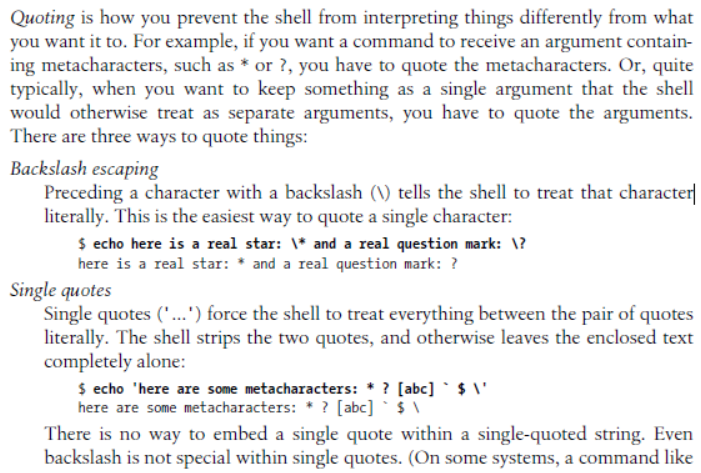 Quoting is how you prevent the shell from interpreting things differently from what
you want it to. For example, if you want a command to receive an argument contain-
ing metacharacters, such as * or ?, you have to quote the metacharacters. Or, quite
typically, when you want to keep something as a single argument that the shell
would otherwise treat as separate arguments, you have to quote the arguments.
There are three ways to quote things:
Backslash escaping
Preceding a character with a backslash (\) tells the shell to treat that character
literally. This is the easiest way to quote a single character:
$ echo here is a real star: \* and a real question mark: \?
here is a real star: * and a real question mark: ?
Single quotes
Single quotes ('...') force the shell to treat everything between the pair of quotes
literally. The shell strips the two quotes, and otherwise leaves the enclosed text
completely alone:
$ echo 'here are some metacharacters: * ? [abc] ` $ \'
here are some metacharacters: * ? [abc] ` $ \
There is no way to embed a single quote within a single-quoted string. Even
backslash is not special within single quotes. (On some systems, a command like